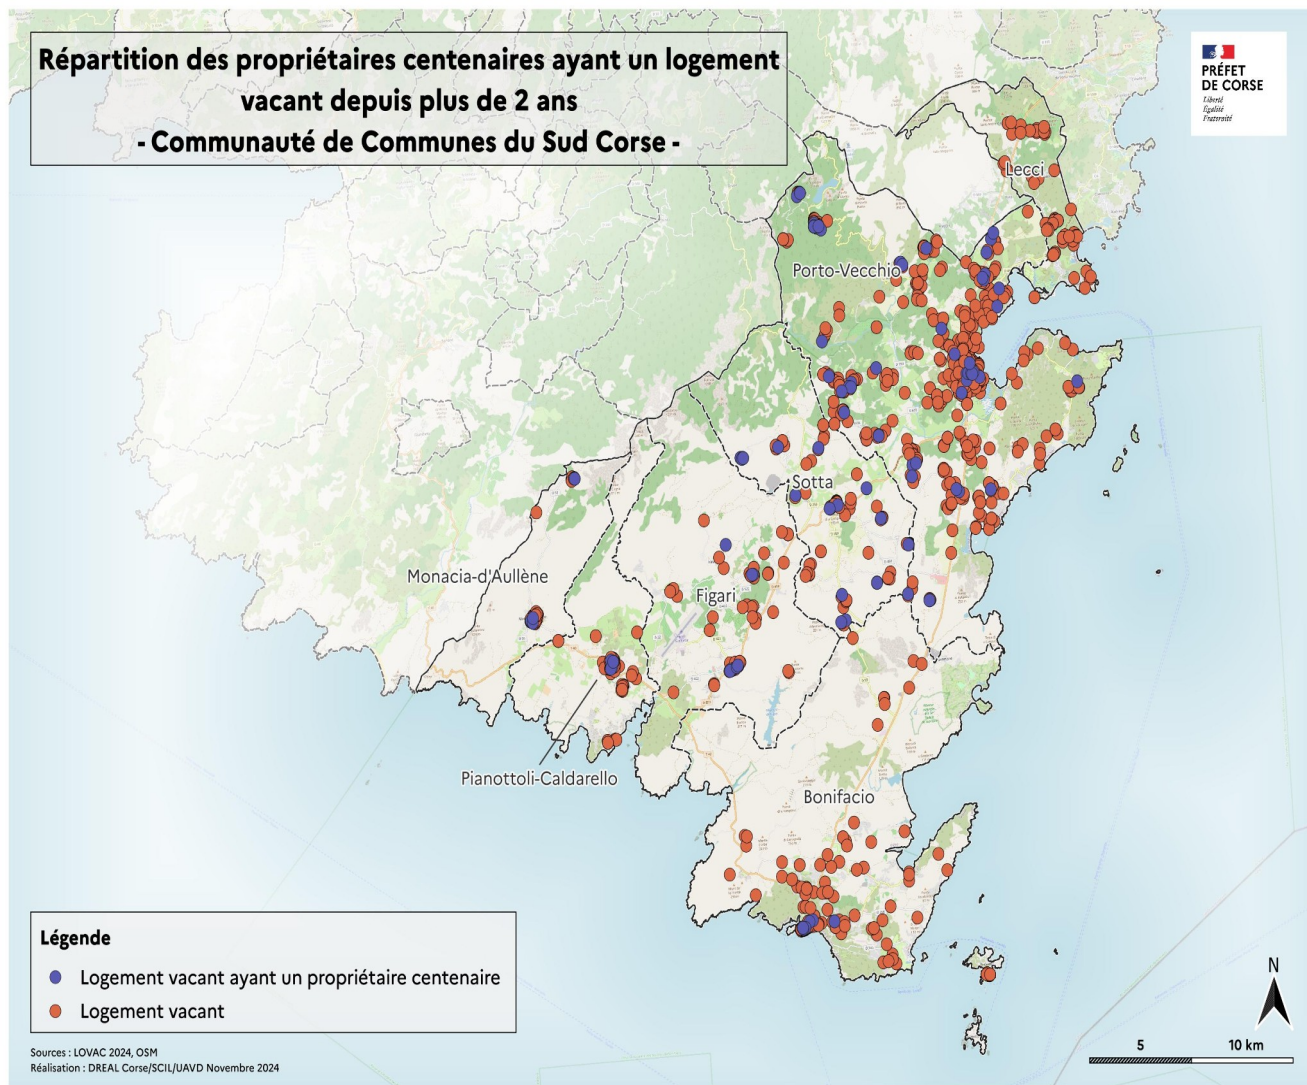 Répartition des propriétaires centenaires ayant un logement
vacant depuis plus de 2 ans
- Communauté de Communes du Sud Corse -
PRÉFET
DE CORSE
Liberté
Égalité
Fraternité
Lecci
Porto-Vecchio
Sotta
Monacia-d'Aullène
Figari
Pianottoli-Caldarello
Bonifacio
Légende
Logement vacant ayant un propriétaire centenaire
Logement vacant
Sources : LOVAC 2024, OSM
Réalisation : DREAL Corse/SCIL/UAVD Novembre 2024
N
5 10 km